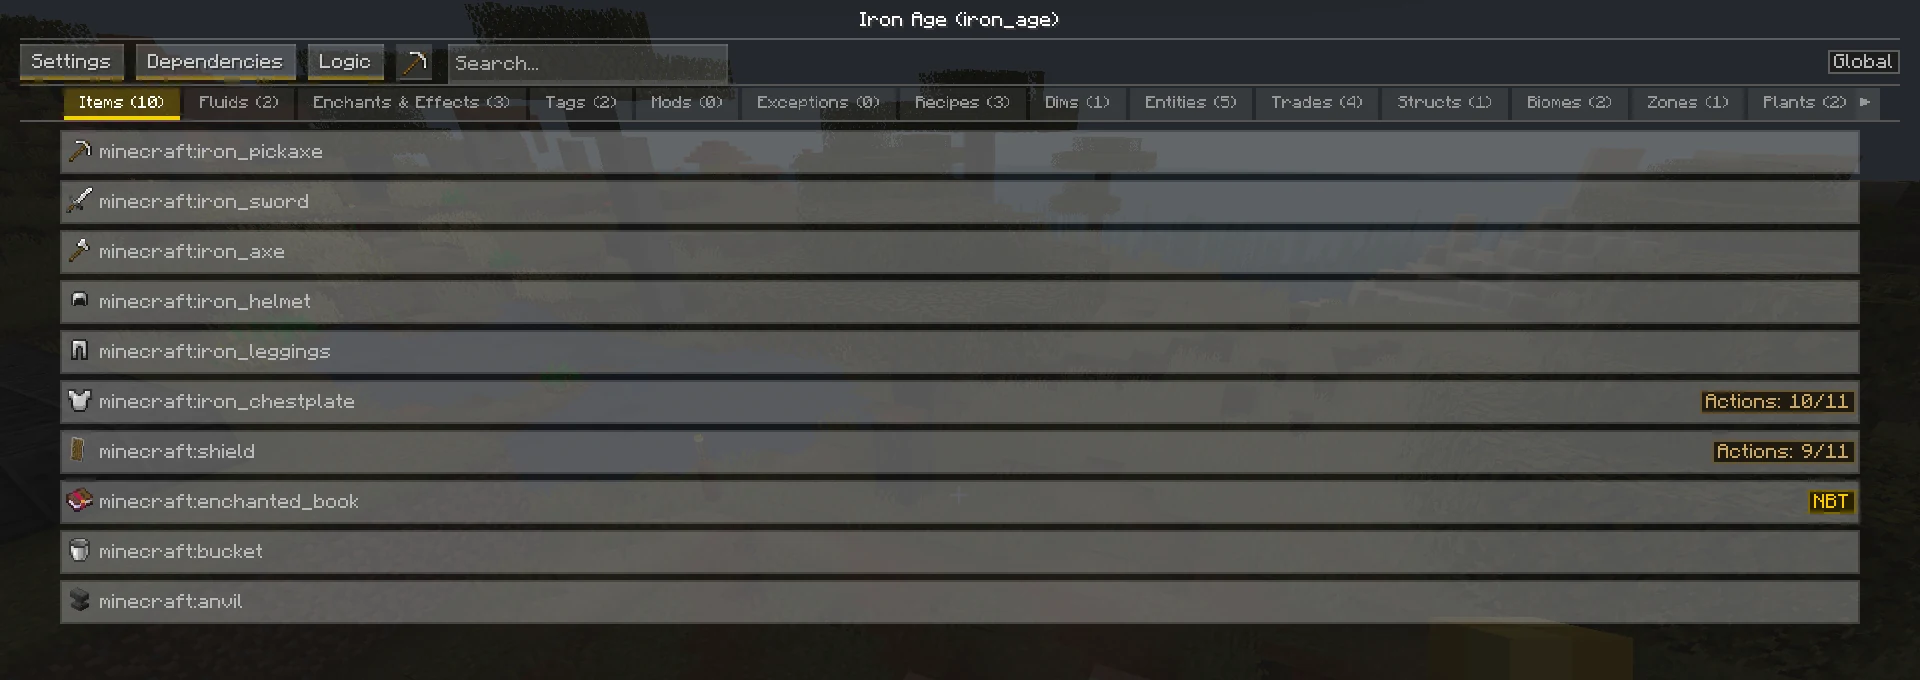 Iron Age (iron_age)
Settings Dependencies Logic Search... Global
Items (10) Fluids (2) Enchants & Effects (3) Tags (2) Mods (0) Exceptions (0) Recipes (3) Dims (1) Entities (5) Trades (4) Structs (1) Biomes (2) Zones (1) Plants (2)
minecraft:iron_pickaxe
minecraft:iron_sword
minecraft:iron_axe
minecraft:iron_helmet
minecraft:iron_leggings
minecraft:iron_chestplate Actions: 10/11
minecraft:shield Actions: 9/11
minecraft:enchanted_book NBT
minecraft:bucket
minecraft:anvil